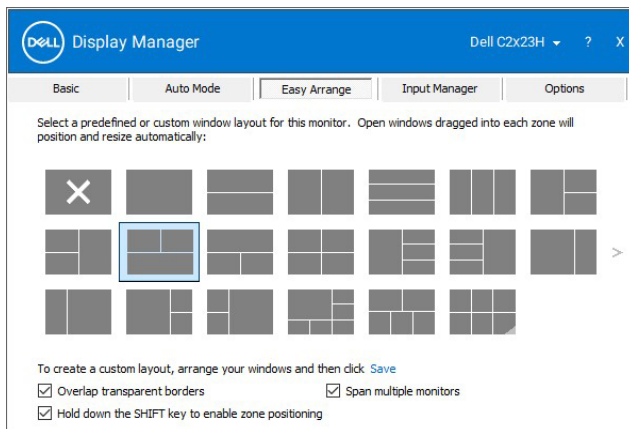 DELL Display Manager Dell C2x23H ? X
Basic Auto Mode Easy Arrange Input Manager Options
Select a predefined or custom window layout for this monitor. Open windows dragged into each zone will
position and resize automatically:
>
To create a custom layout, arrange your windows and then click Save
Overlap transparent borders Span multiple monitors
Hold down the SHIFT key to enable zone positioning